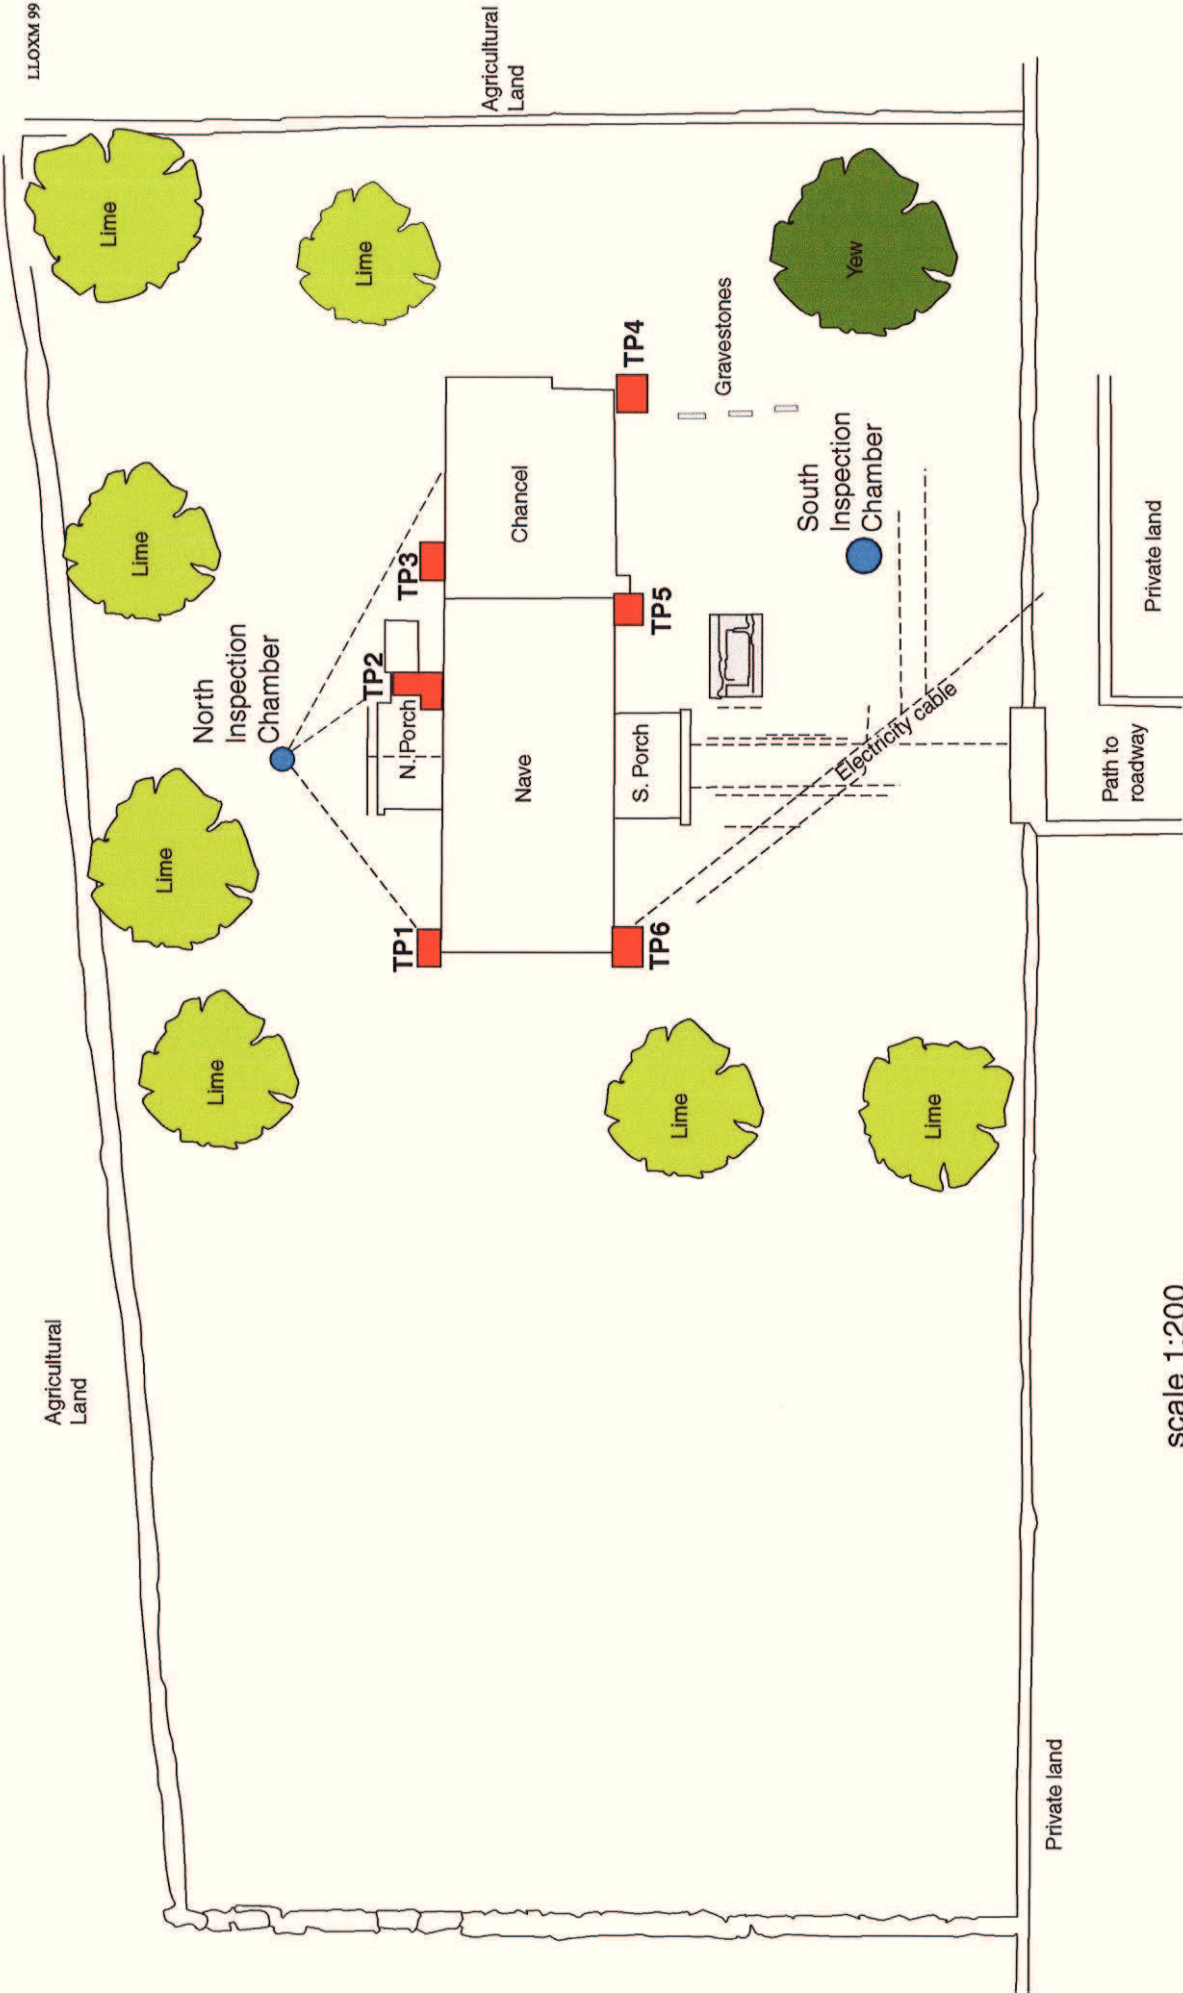 LLOXM 99
Agricultural
Land
Agricultural
Land
Lime
Lime
Lime
Lime
Lime
Lime
Lime
Yew
North
Inspection
Chamber
TP1
TP2
TP3
N. Porch
Nave
Chancel
S. Porch
TP4
TP5
TP6
Gravestones
South
Inspection
Chamber
Electricity cable
Path to
roadway
Private land
Private land
scale 1:200